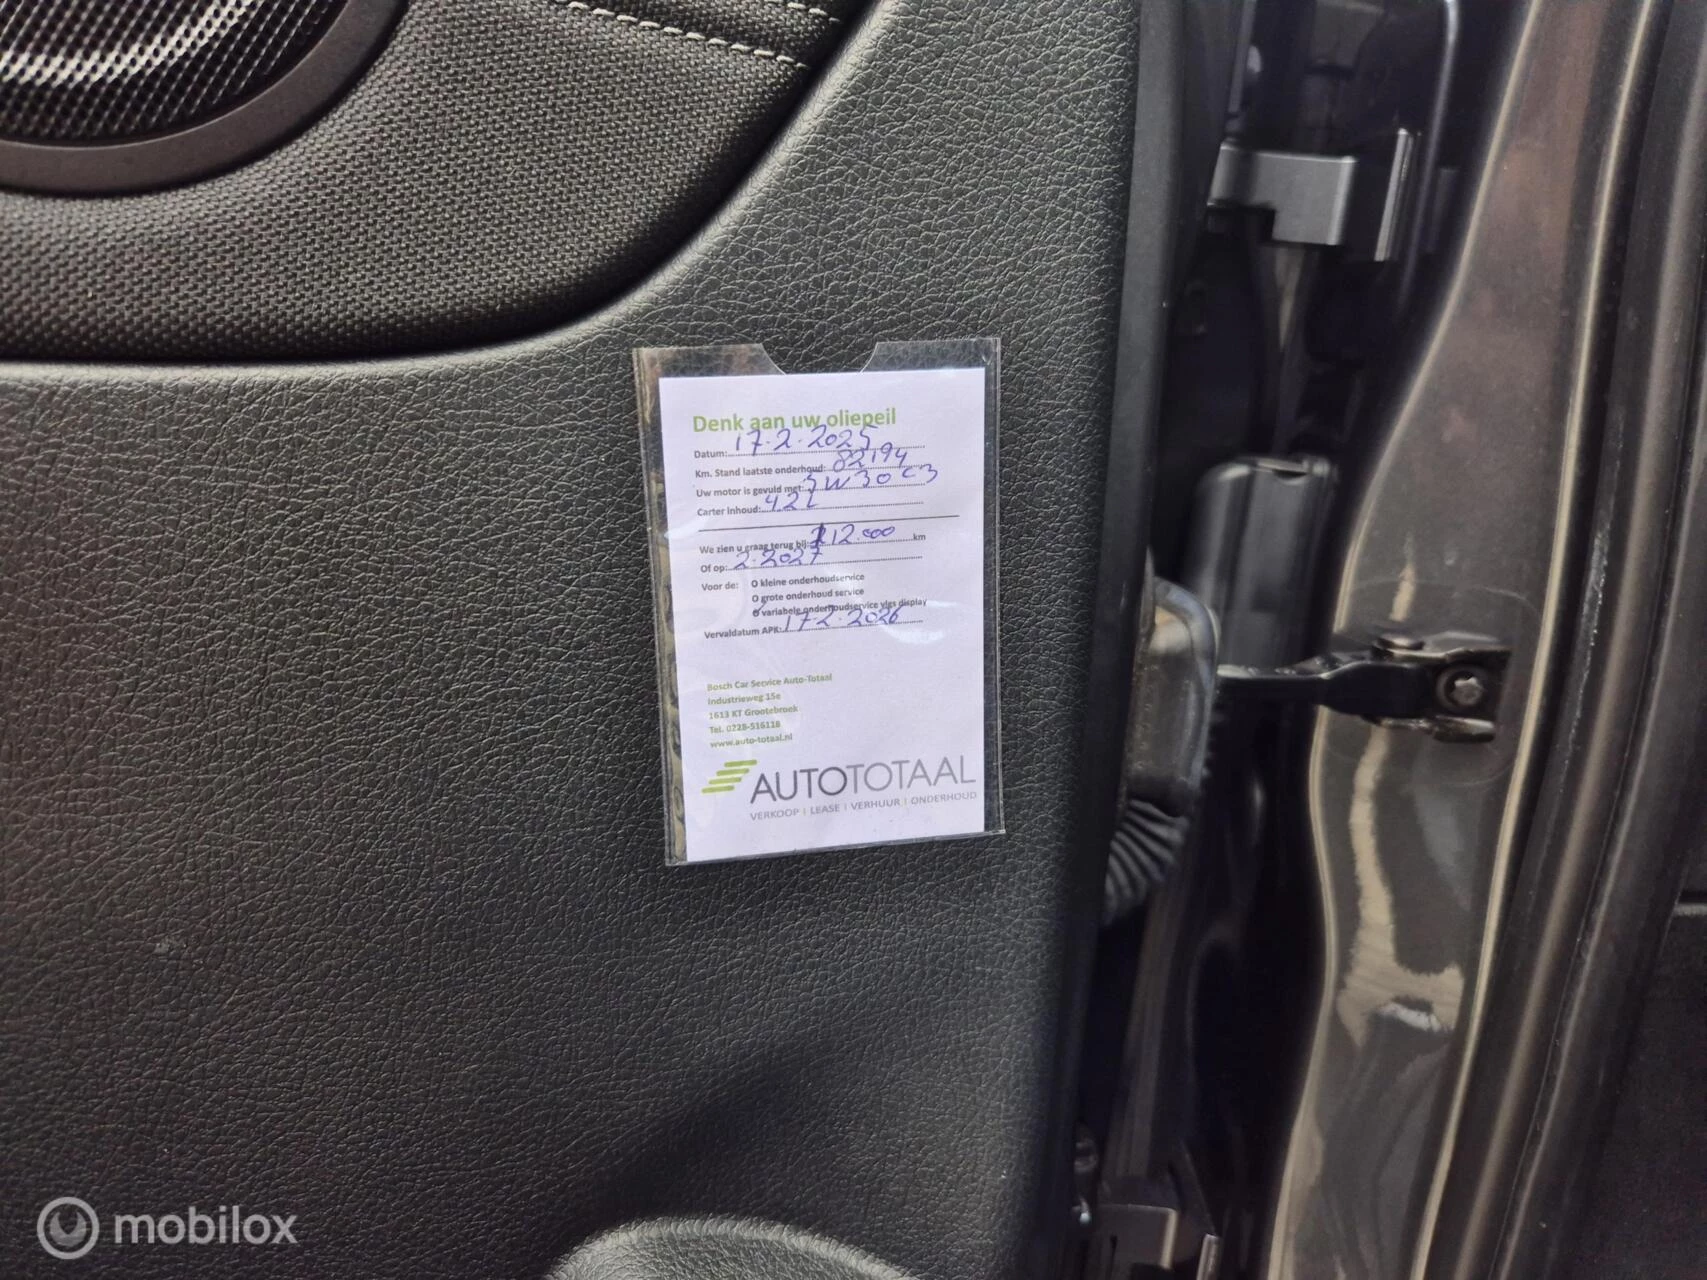 Denk aan uw oliepeil
Datum: 17-2-2025
Km. Stand laatste onderhoud: 82194
Uw motor is gevuld met: 5W30 C3
Carter inhoud: 4,2 L
We zien u graag terug bij: 112.000 km
Of op: 2-2027
Voor de: O kleine onderhoudservice
O grote onderhoud service
O variabele onderhoudservice vlgs display
Vervaldatum APK: 17-2-2026
Bosch Car Service Auto-Totaal
Industrieweg 15e
1613 KT Grootebroek
Tel. 0228-516118
www.auto-totaal.nl
AUTOTOTAAL
VERKOOP | LEASE | VERHUUR | ONDERHOUD
mobilox